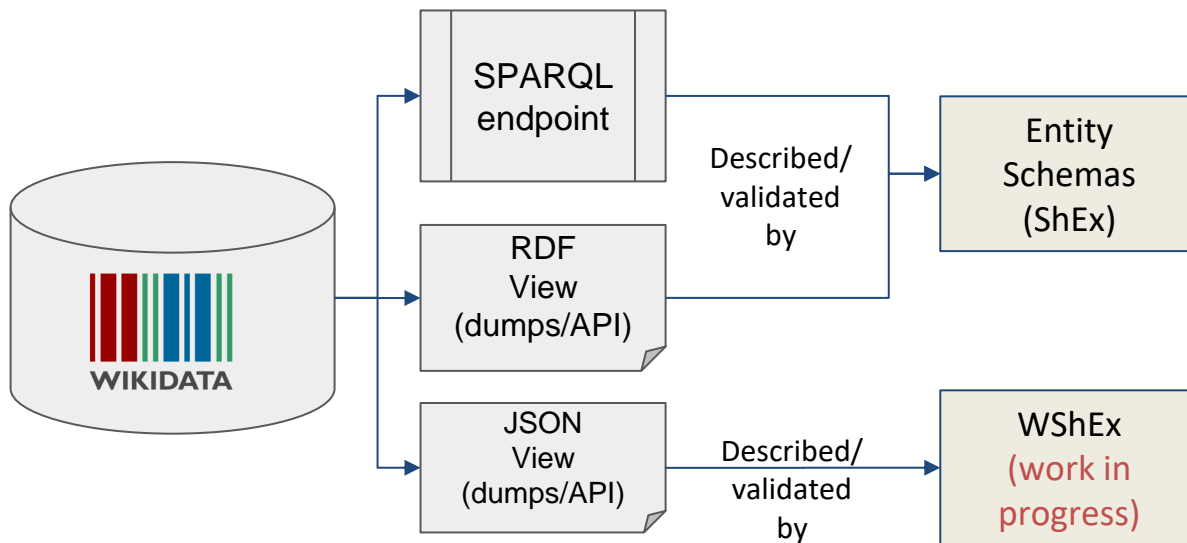 SPARQL
endpoint
Entity
Schemas
(ShEx)
Described/
validated
by
RDF
View
(dumps/API)
WIKIDATA
JSON
View
(dumps/API)
Described/
validated
by
WShEx
(work in
progress)